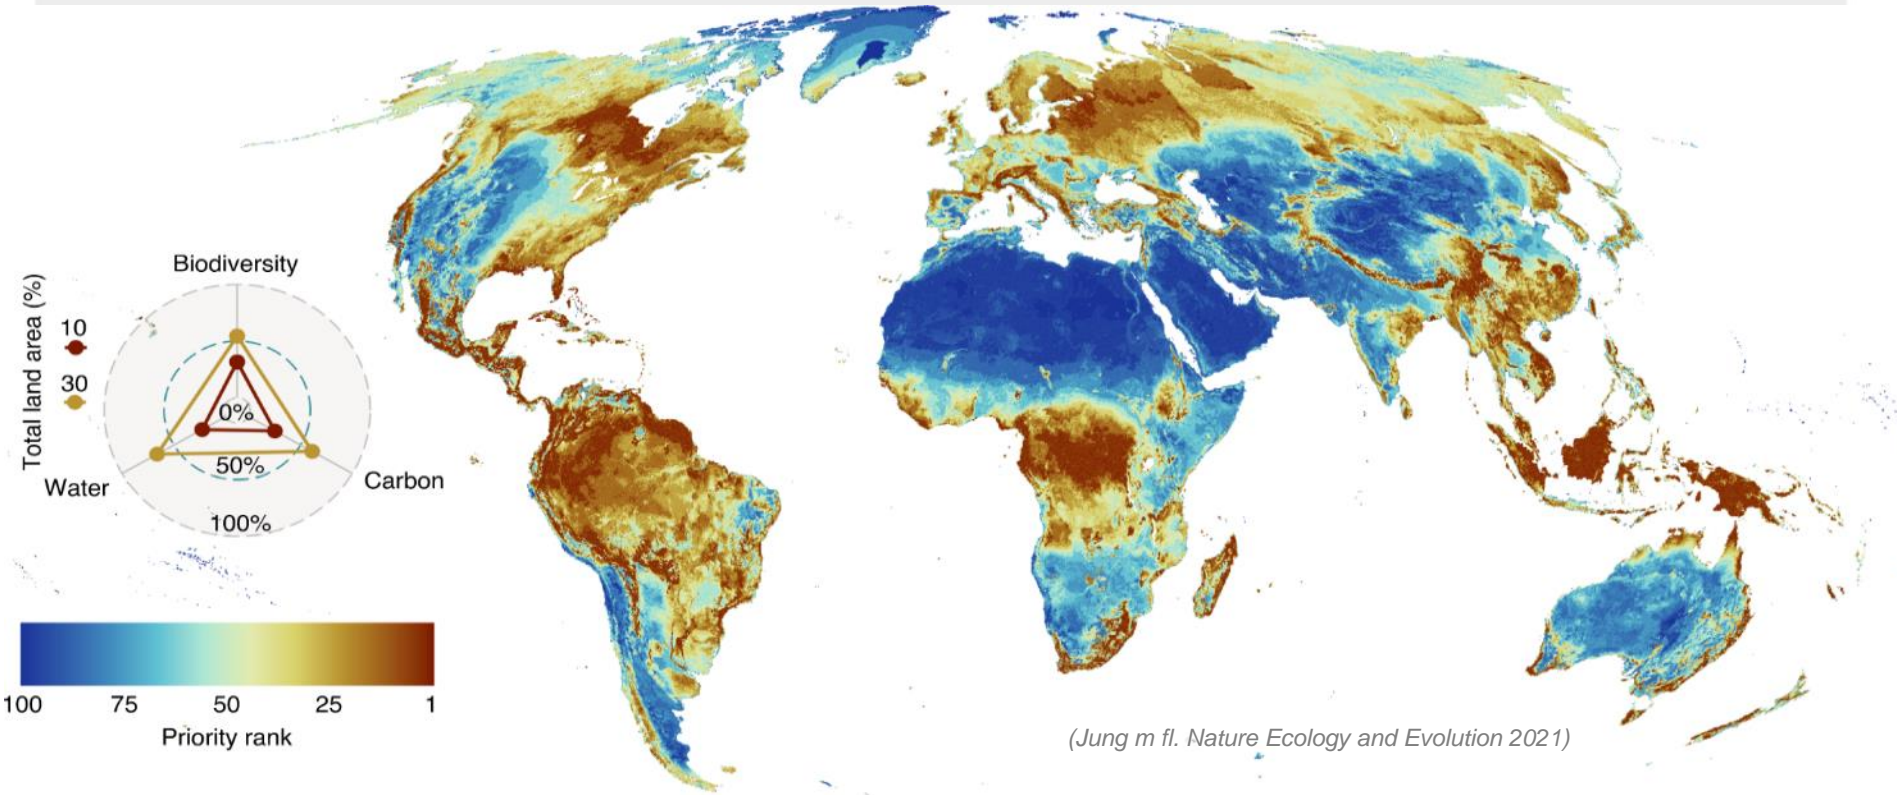 Biodiversity
Total land area (%)
10
30
0%
50%
100%
Water
Carbon
100 75 50 25 1
Priority rank
(Jung m fl. Nature Ecology and Evolution 2021)